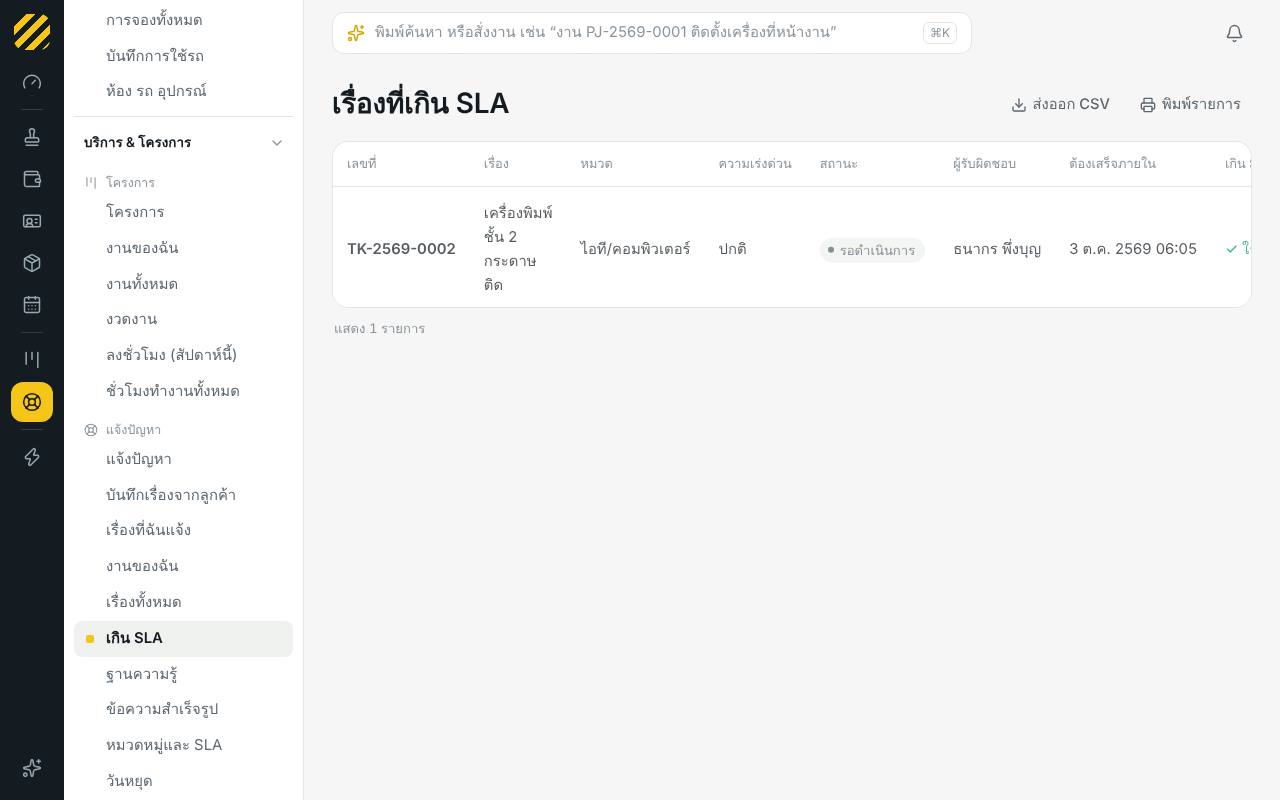 การจองทั้งหมด
บันทึกการใช้รถ
ห้อง รถ อุปกรณ์
บริการ & โครงการ
โครงการ
โครงการ
งานของฉัน
งานทั้งหมด
งวดงาน
ลงชั่วโมง (สัปดาห์นี้)
ชั่วโมงทำงานทั้งหมด
แจ้งปัญหา
แจ้งปัญหา
บันทึกเรื่องจากลูกค้า
เรื่องที่ฉันแจ้ง
งานของฉัน
เรื่องทั้งหมด
เกิน SLA
ฐานความรู้
ข้อความสำเร็จรูป
หมวดหมู่และ SLA
วันหยุด
พิมพ์ค้นหา หรือสั่งงาน เช่น “งาน PJ-2569-0001 ติดตั้งเครื่องที่หน้างาน” ⌘K
เรื่องที่เกิน SLA
ส่งออก CSV พิมพ์รายการ
เลขที่ เรื่อง หมวด ความเร่งด่วน สถานะ ผู้รับผิดชอบ ต้องเสร็จภายใน เกิน
TK-2569-0002 เครื่องพิมพ์ ชั้น 2 กระดาษ ติด ไอที/คอมพิวเตอร์ ปกติ รอดำเนินการ ธนากร พึ่งบุญ 3 ต.ค. 2569 06:05
แสดง 1 รายการ